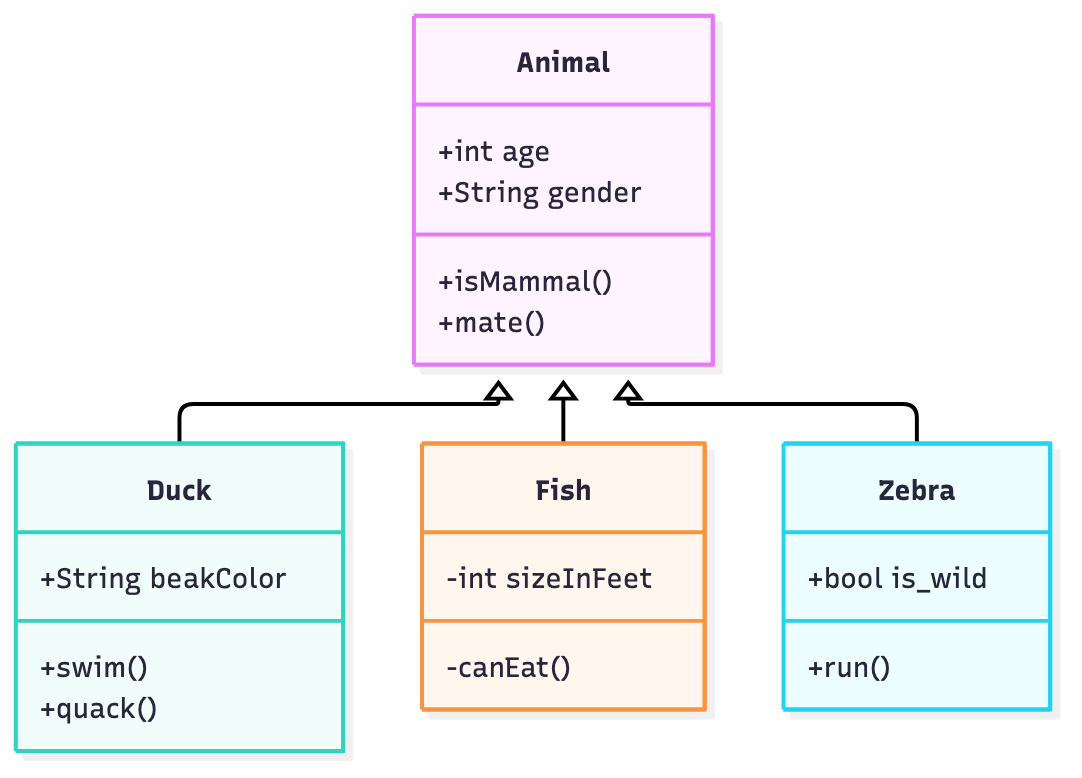 Animal
+int age
+String gender
+isMammal()
+mate()
Duck
+String beakColor
+swim()
+quack()
Fish
-int sizeInFeet
-canEat()
Zebra
+bool is_wild
+run()